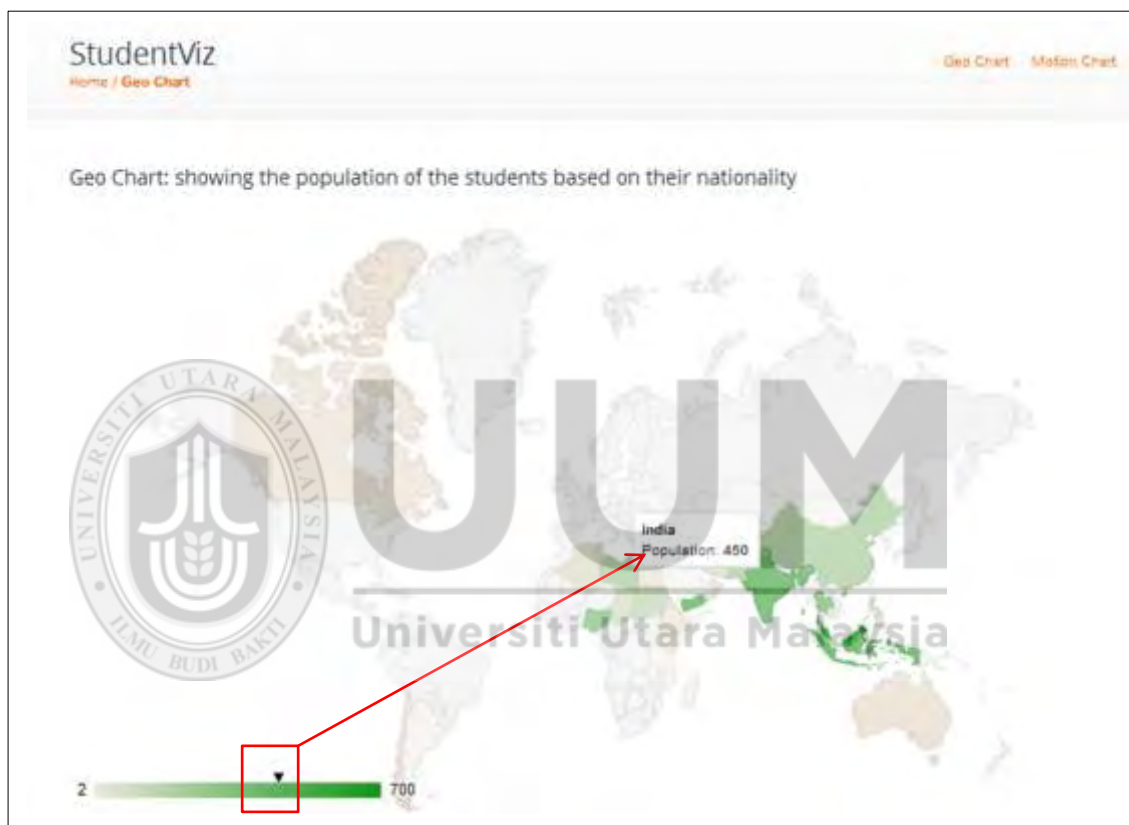 StudentViz
Home / Geo Chart
Geo Chart Motion Chart
Geo Chart: showing the population of the students based on their nationality
UNIVERSITI UTARA MALAYSIA
ILMU BUDI BAKTI
UUM
Universiti Utara Malaysia
India
Population: 450
2
700